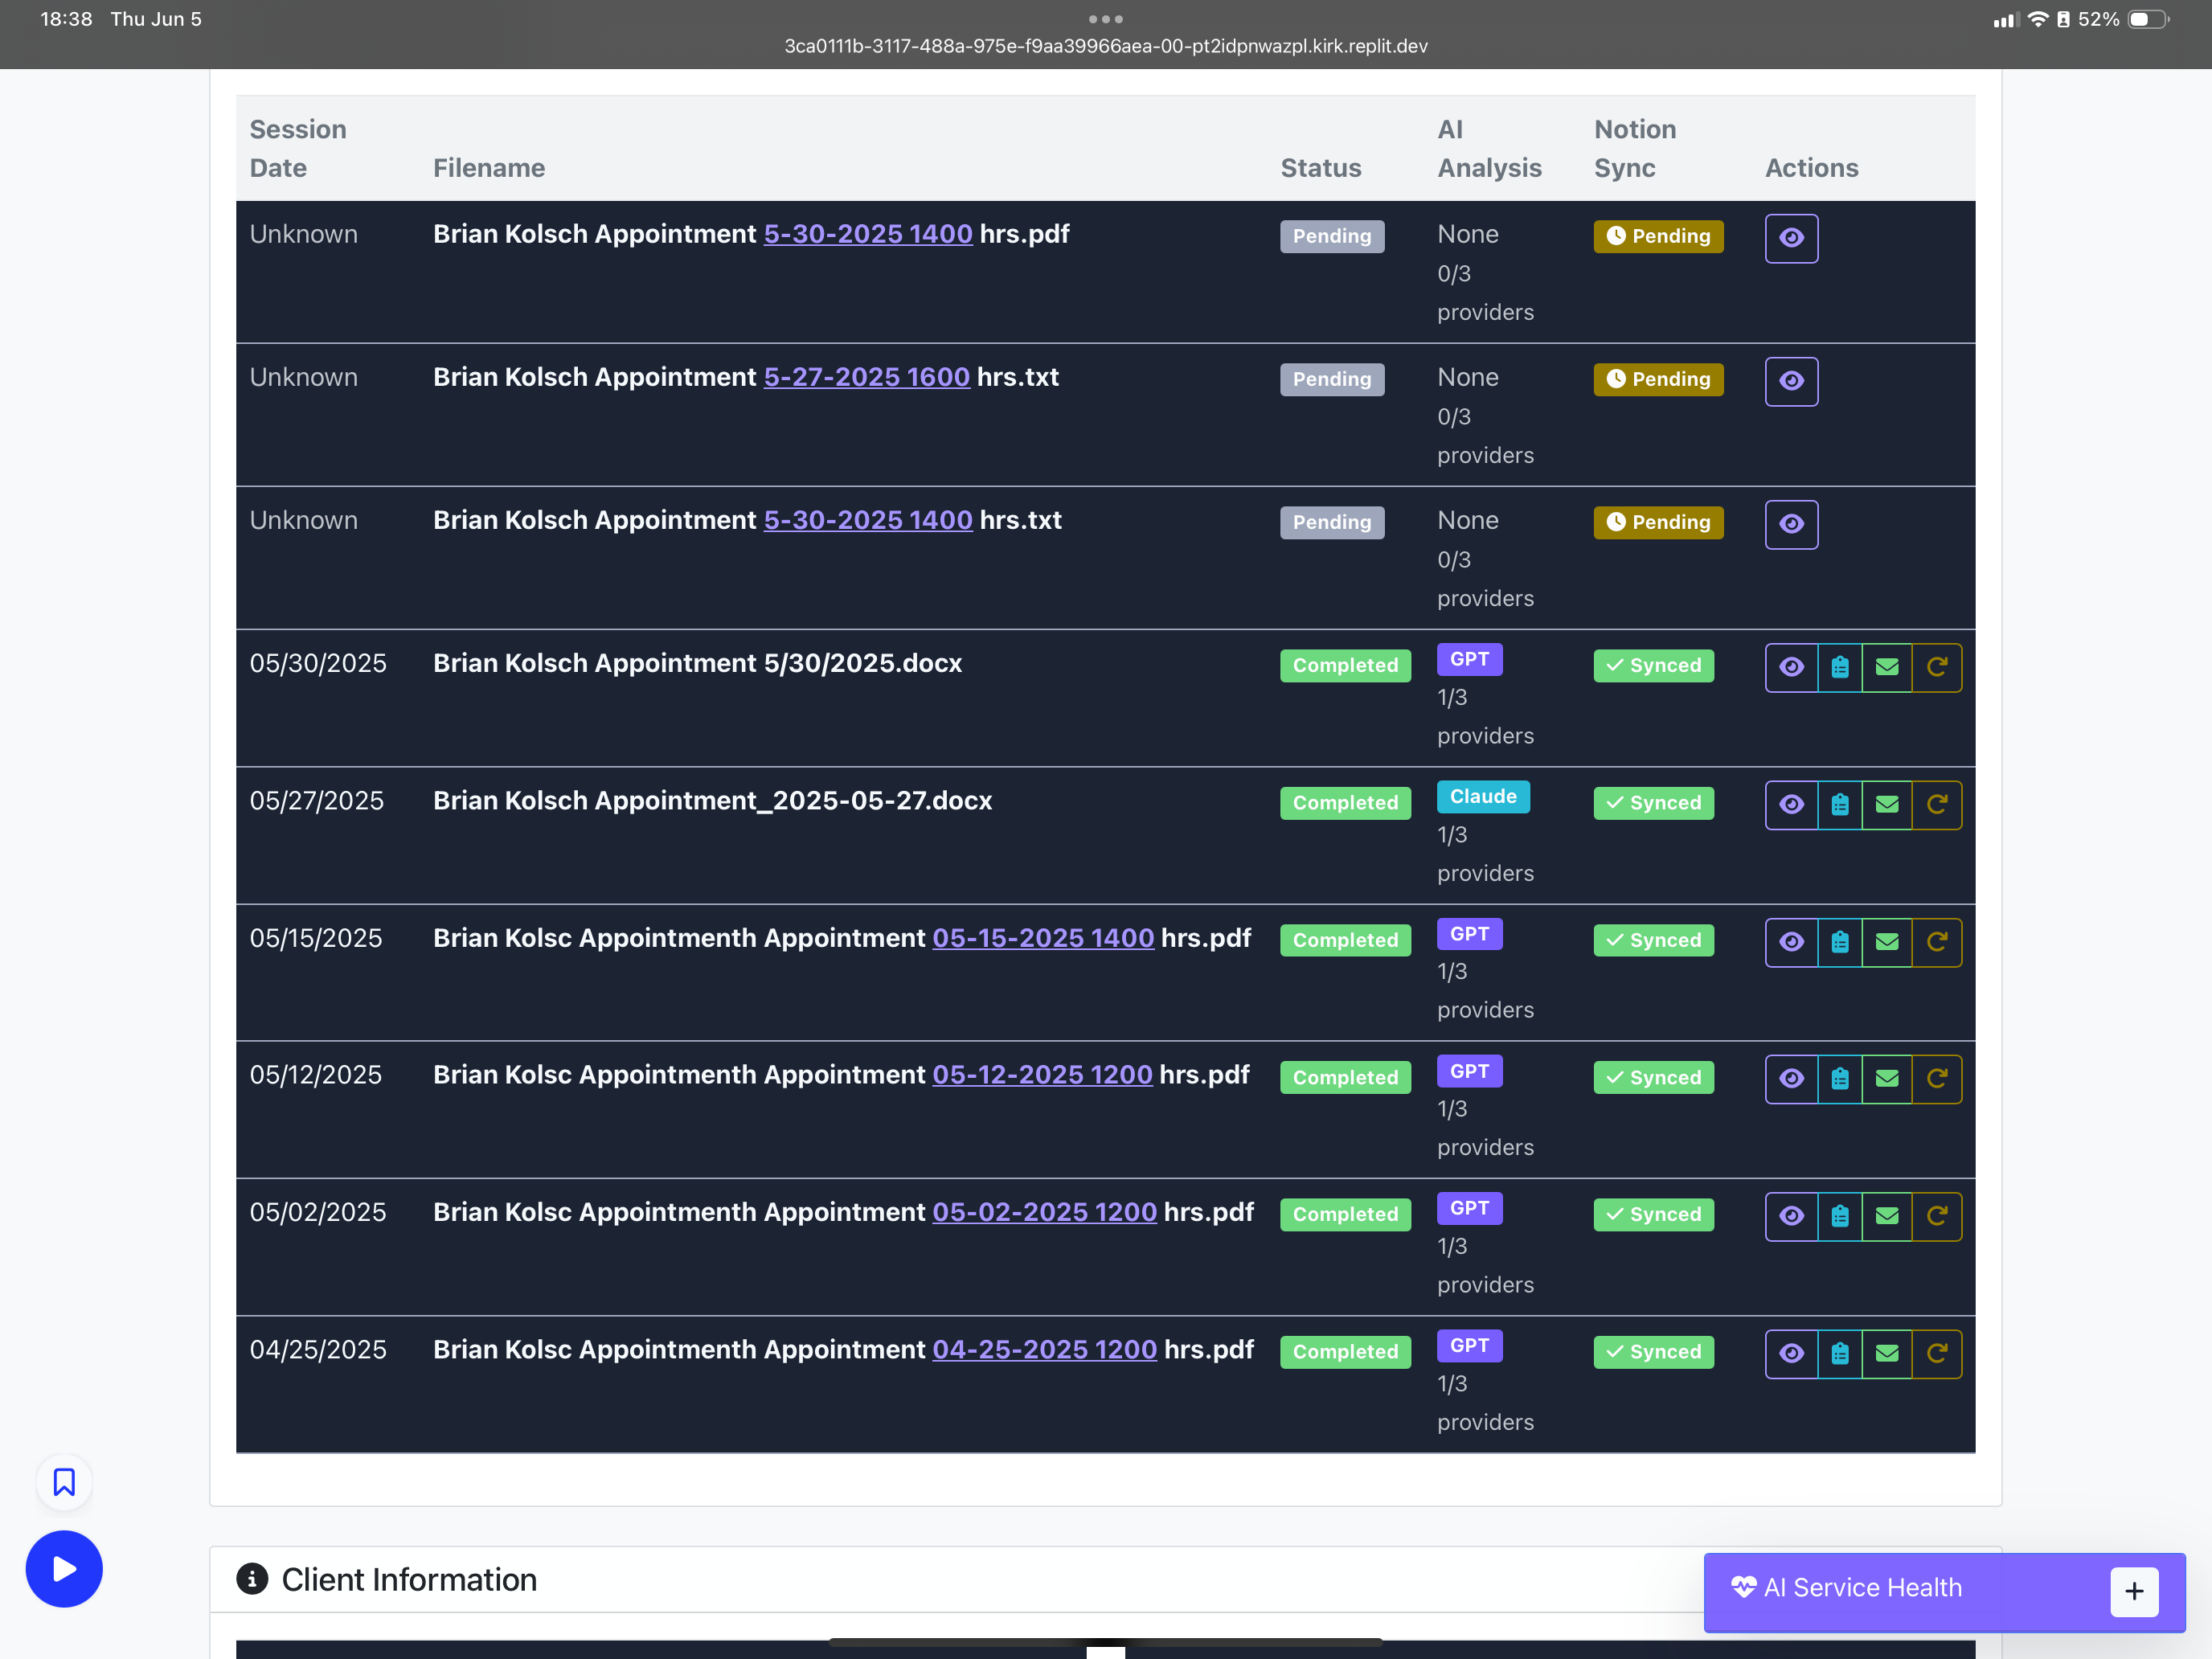 18:38 Thu Jun 5
52%
3ca0111b-3117-488a-975e-f9aa39966aea-00-pt2idpnwazpl.kirk.replit.dev
Session Date Filename Status AI Analysis Notion Sync Actions
Unknown Brian Kolsch Appointment 5-30-2025 1400 hrs.pdf Pending None Pending
0/3
providers
Unknown Brian Kolsch Appointment 5-27-2025 1600 hrs.txt Pending None Pending
0/3
providers
Unknown Brian Kolsch Appointment 5-30-2025 1400 hrs.txt Pending None Pending
0/3
providers
05/30/2025 Brian Kolsch Appointment 5/30/2025.docx Completed GPT Synced
1/3
providers
05/27/2025 Brian Kolsch Appointment_2025-05-27.docx Completed Claude Synced
1/3
providers
05/15/2025 Brian Kolsc Appointmenth Appointment 05-15-2025 1400 hrs.pdf Completed GPT Synced
1/3
providers
05/12/2025 Brian Kolsc Appointmenth Appointment 05-12-2025 1200 hrs.pdf Completed GPT Synced
1/3
providers
05/02/2025 Brian Kolsc Appointmenth Appointment 05-02-2025 1200 hrs.pdf Completed GPT Synced
1/3
providers
04/25/2025 Brian Kolsc Appointmenth Appointment 04-25-2025 1200 hrs.pdf Completed GPT Synced
1/3
providers
Client Information
AI Service Health